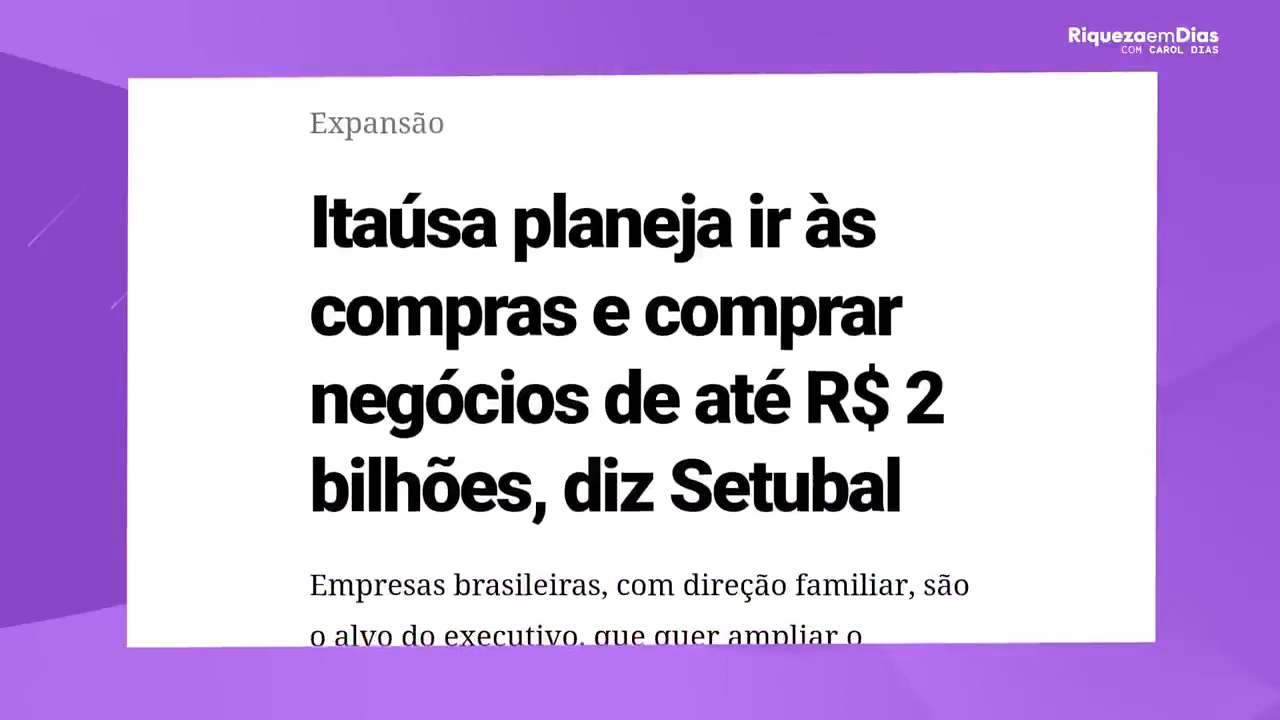 RiquezaemDias
COM CAROL DIAS
Expansão
Itaúsa planeja ir às
compras e comprar
negócios de até R$ 2
bilhões, diz Setubal
Empresas brasileiras, com direção familiar, são
o alvo do executivo, que quer ampliar o